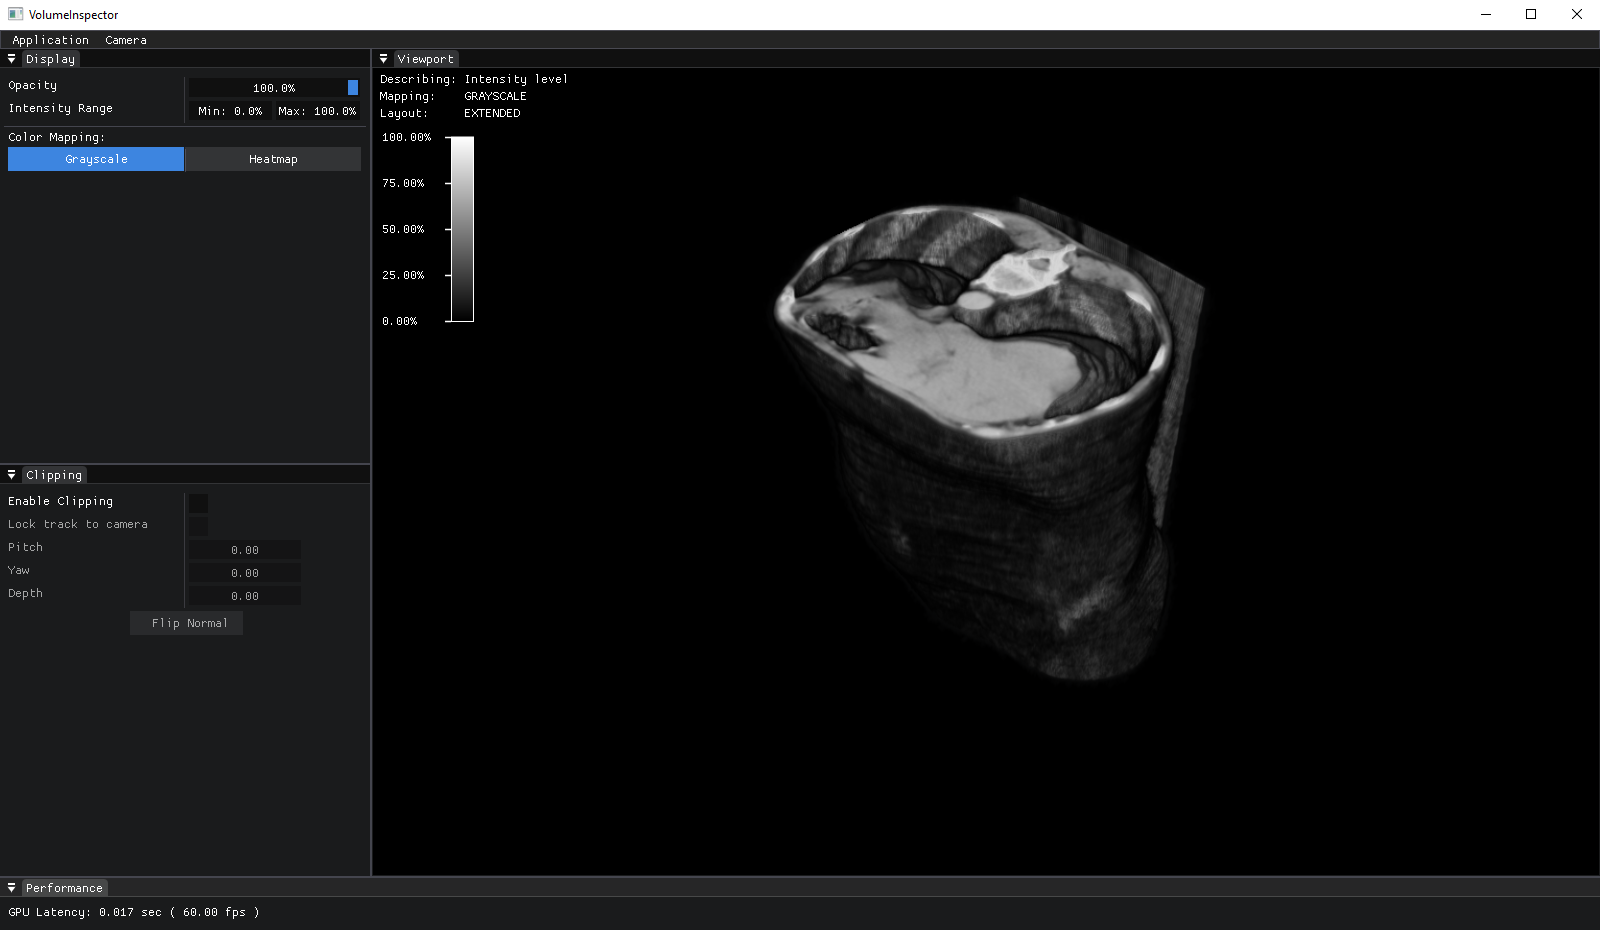 VolumeInspector
Application Camera
Display
Opacity 100.0%
Intensity Range Min: 0.0% Max: 100.0%
Color Mapping:
Grayscale Heatmap
Clipping
Enable Clipping
Lock track to camera
Pitch 0.00
Yaw 0.00
Depth 0.00
Flip Normal
Viewport
Describing: Intensity level
Mapping: GRAYSCALE
Layout: EXTENDED
100.00%
75.00%
50.00%
25.00%
0.00%
Performance
GPU Latency: 0.017 sec ( 60.00 fps )